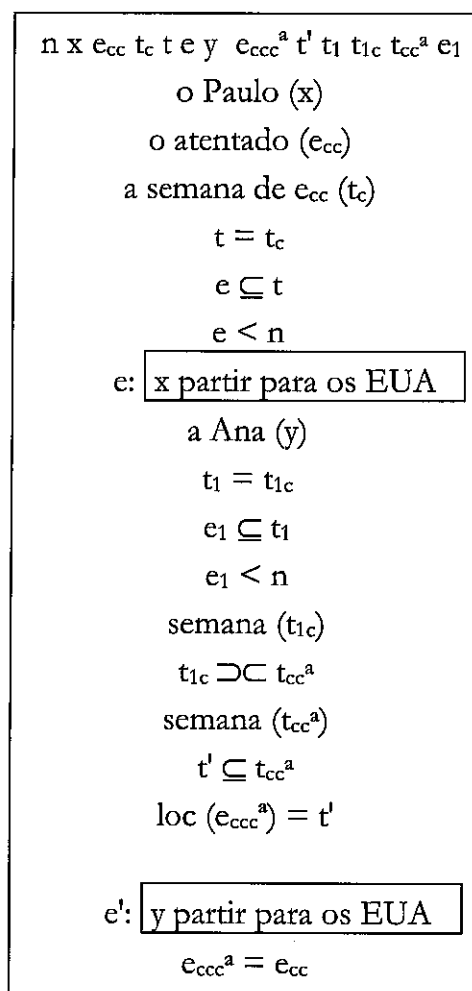 n x e_cc t_c t e y e_ccc^a t' t_1 t_1c t_cc^a e_1
o Paulo (x)
o atentado (e_cc)
a semana de e_cc (t_c)
t = t_c
e ⊆ t
e < n
e: x partir para os EUA
a Ana (y)
t_1 = t_1c
e_1 ⊆ t_1
e_1 < n
semana (t_1c)
t_1c ⊃⊂ t_cc^a
semana (t_cc^a)
t' ⊆ t_cc^a
loc (e_ccc^a) = t'
e': y partir para os EUA
e_ccc^a = e_cc